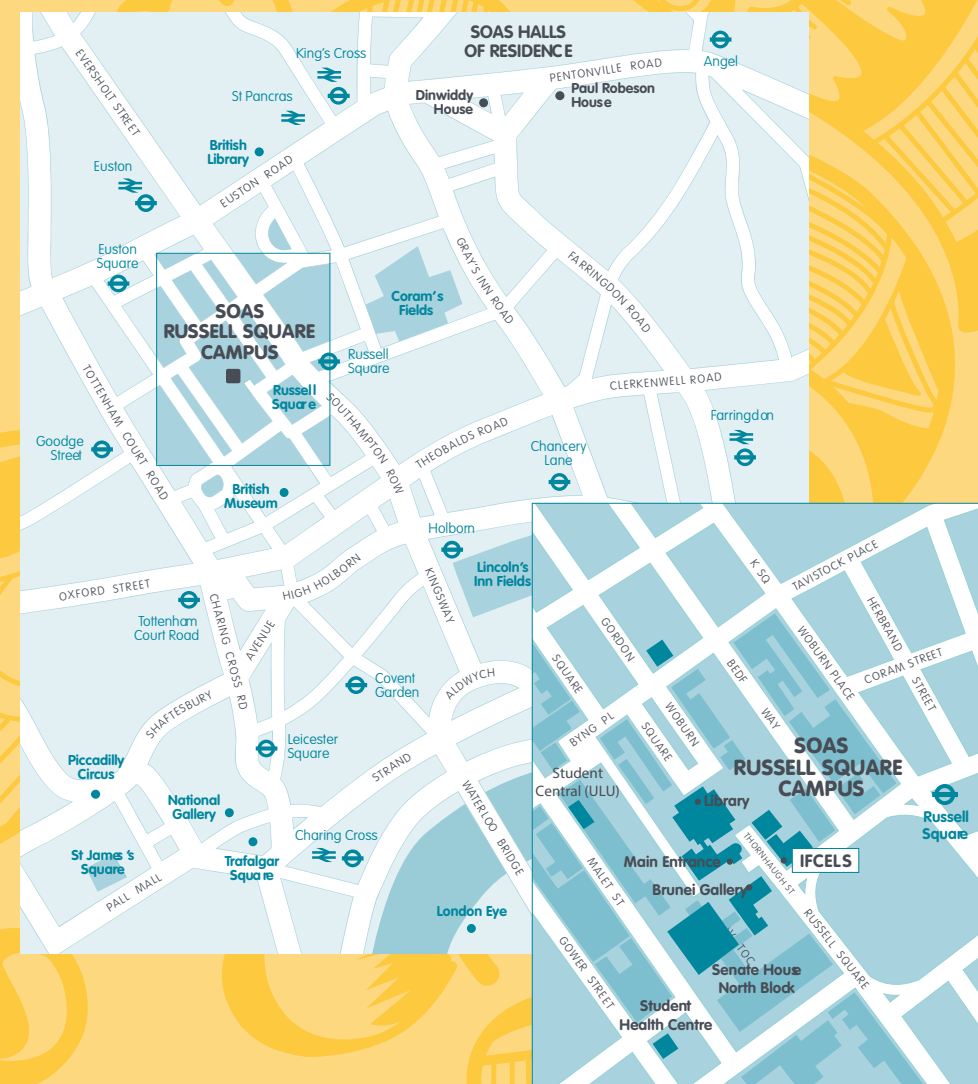 SOAS HALLS
OF RESIDENCE
King's Cross
Angel
PENTONVILLE ROAD
EVERSHOLT STREET
St Pancras
Dinwiddy
House
Paul Robeson
House
British
Library
Euston
EUSTON ROAD
Euston
Square
GRAY'S INN ROAD
FARRINGDON ROAD
Coram's
Fields
SOAS
RUSSELL SQUARE
CAMPUS
Russell
Square
Russell
Square
TOTTENHAM COURT ROAD
SOUTHAMPTON ROW
CLERKENWELL ROAD
THEOBALDS ROAD
Farringdon
Goodge
Street
Chancery
Lane
British
Museum
Holborn
Lincoln's
Inn Fields
OXFORD STREET
HIGH HOLBORN
KINGSWAY
Tottenham
Court Road
CHARING CROSS RD
AVENUE
SHAFTESBURY
Covent
Garden
ALDWYCH
Leicester
Square
STRAND
Piccadilly
Circus
National
Gallery
WATERLOO BRIDGE
Charing Cross
St James's
Square
Trafalgar
Square
PALL MALL
London Eye
K SQ
TAVISTOCK PLACE
HERBRAND
STREET
GORDON
SQUARE
WOBURN PLACE
CORAM STREET
BEDF
WAY
SQUARE
WOBURN
SQUARE
BYNG PL
SOAS
RUSSELL SQUARE
CAMPUS
Student
Central (ULU)
Library
Russell
Square
THORNHAUGH ST
Main Entrance
IFCELS
MALET ST
Brunei Gallery
RUSSELL SQUARE
TOC
GOWER STREET
Senate House
North Block
Student
Health Centre